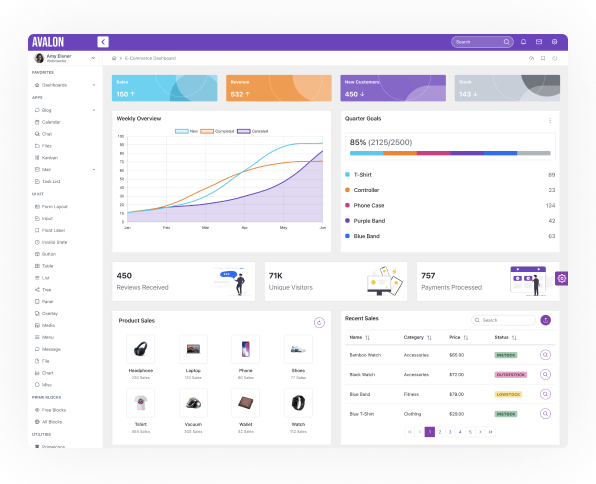 AVALON
Search
Amy Elsner
Webmaster
E-Commerce Dashboard
FAVORITES
Dashboards
APPS
Blog
Calendar
Chat
Files
Kanban
Mail
Task List
UI KIT
Form Layout
Input
Float Label
Invalid State
Button
Table
List
Tree
Panel
Overlay
Media
Menu
Message
File
Chart
Misc
PRIME BLOCKS
Free Blocks
All Blocks
UTILITIES
PrimeIcons
Sales
150 ↑
Revenue
532 ↑
New Customers
450 ↓
Stock
143 ↓
Weekly Overview
New Completed Canceled
100
90
80
70
60
50
40
30
20
10
0
Jan Feb Mar Apr May Jun
Quarter Goals
85% (2125/2500)
T-Shirt 89
Controller 23
Phone Case 134
Purple Band 42
Blue Band 63
450
Reviews Received
71K
Unique Visitors
757
Payments Processed
Product Sales
Headphone Laptop Phone Shoes
Sales Sales 90 Sales 77 Sales
Tshirt Vacuum Wallet Watch
Sales Sales Sales Sales
Recent Sales
Search
Name Category Price Status
Bamboo Watch Accessories $65.00 INSTOCK
Black Watch Accessories $72.00 OUTOFSTOCK
Blue Band Fitness $79.00 LOWSTOCK
Blue T-Shirt Clothing $29.00 INSTOCK
1 2 3 4 5